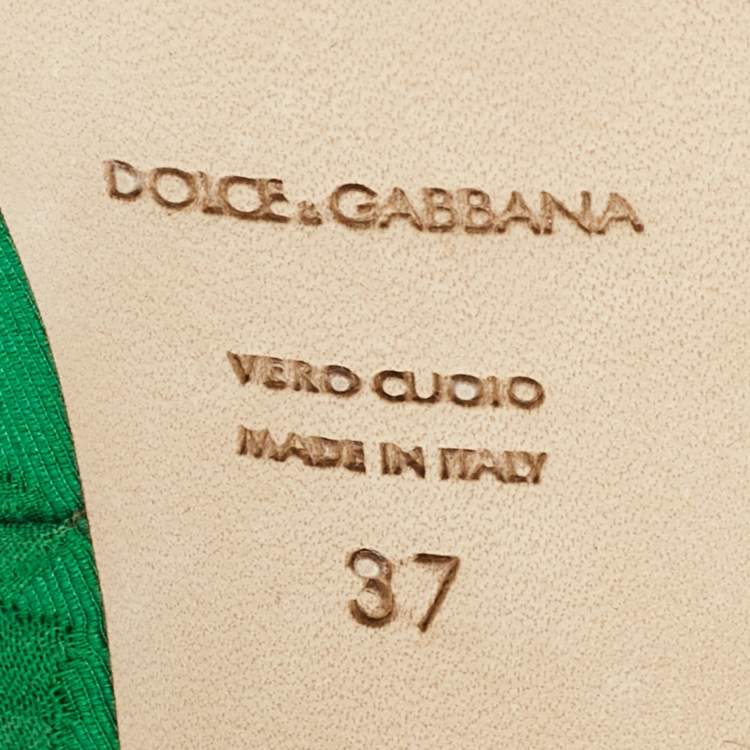 DOLCE & GABBANA
VERO CUOIO
MADE IN ITALY
37